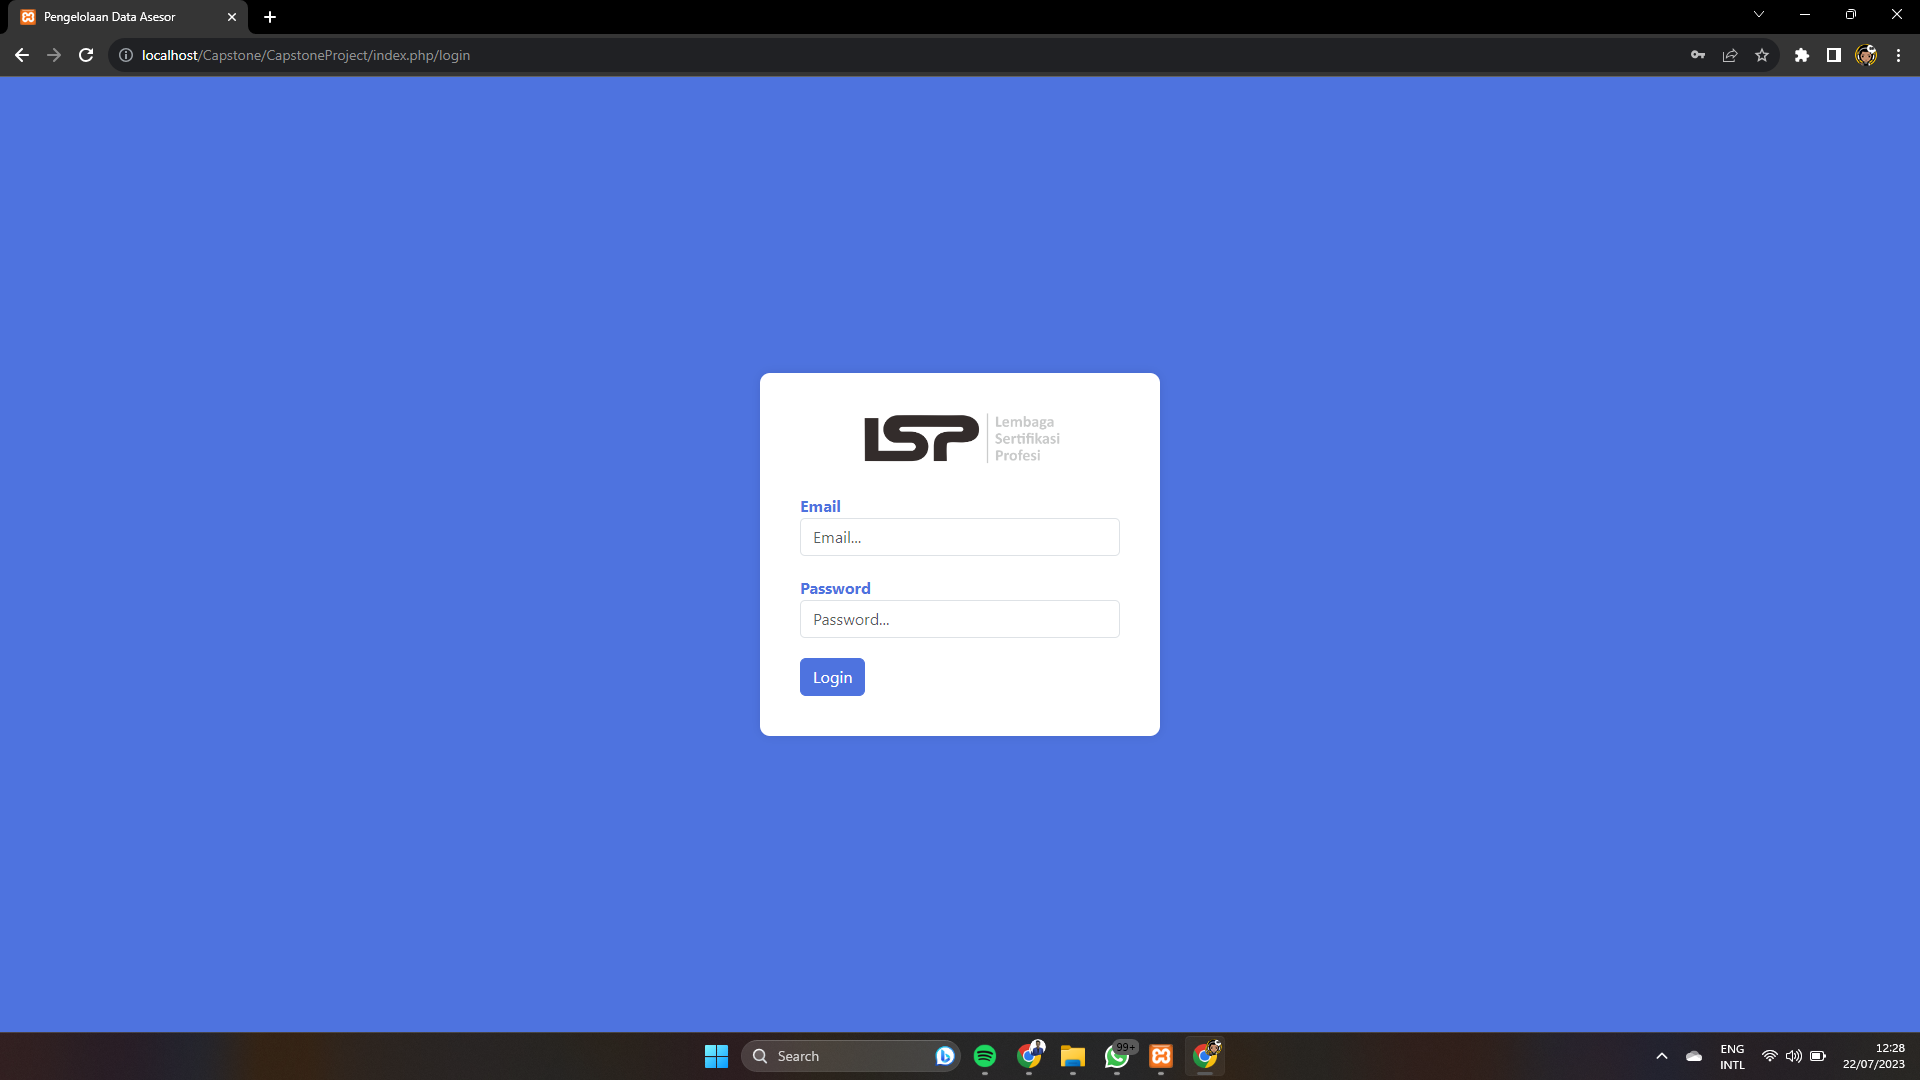 Pengelolaan Data Asesor
localhost/Capstone/CapstoneProject/index.php/login
LSP
Lembaga
Sertifikasi
Profesi
Email
Email...
Password
Password...
Login
Search
99+
ENG
INTL
12:28
22/07/2023